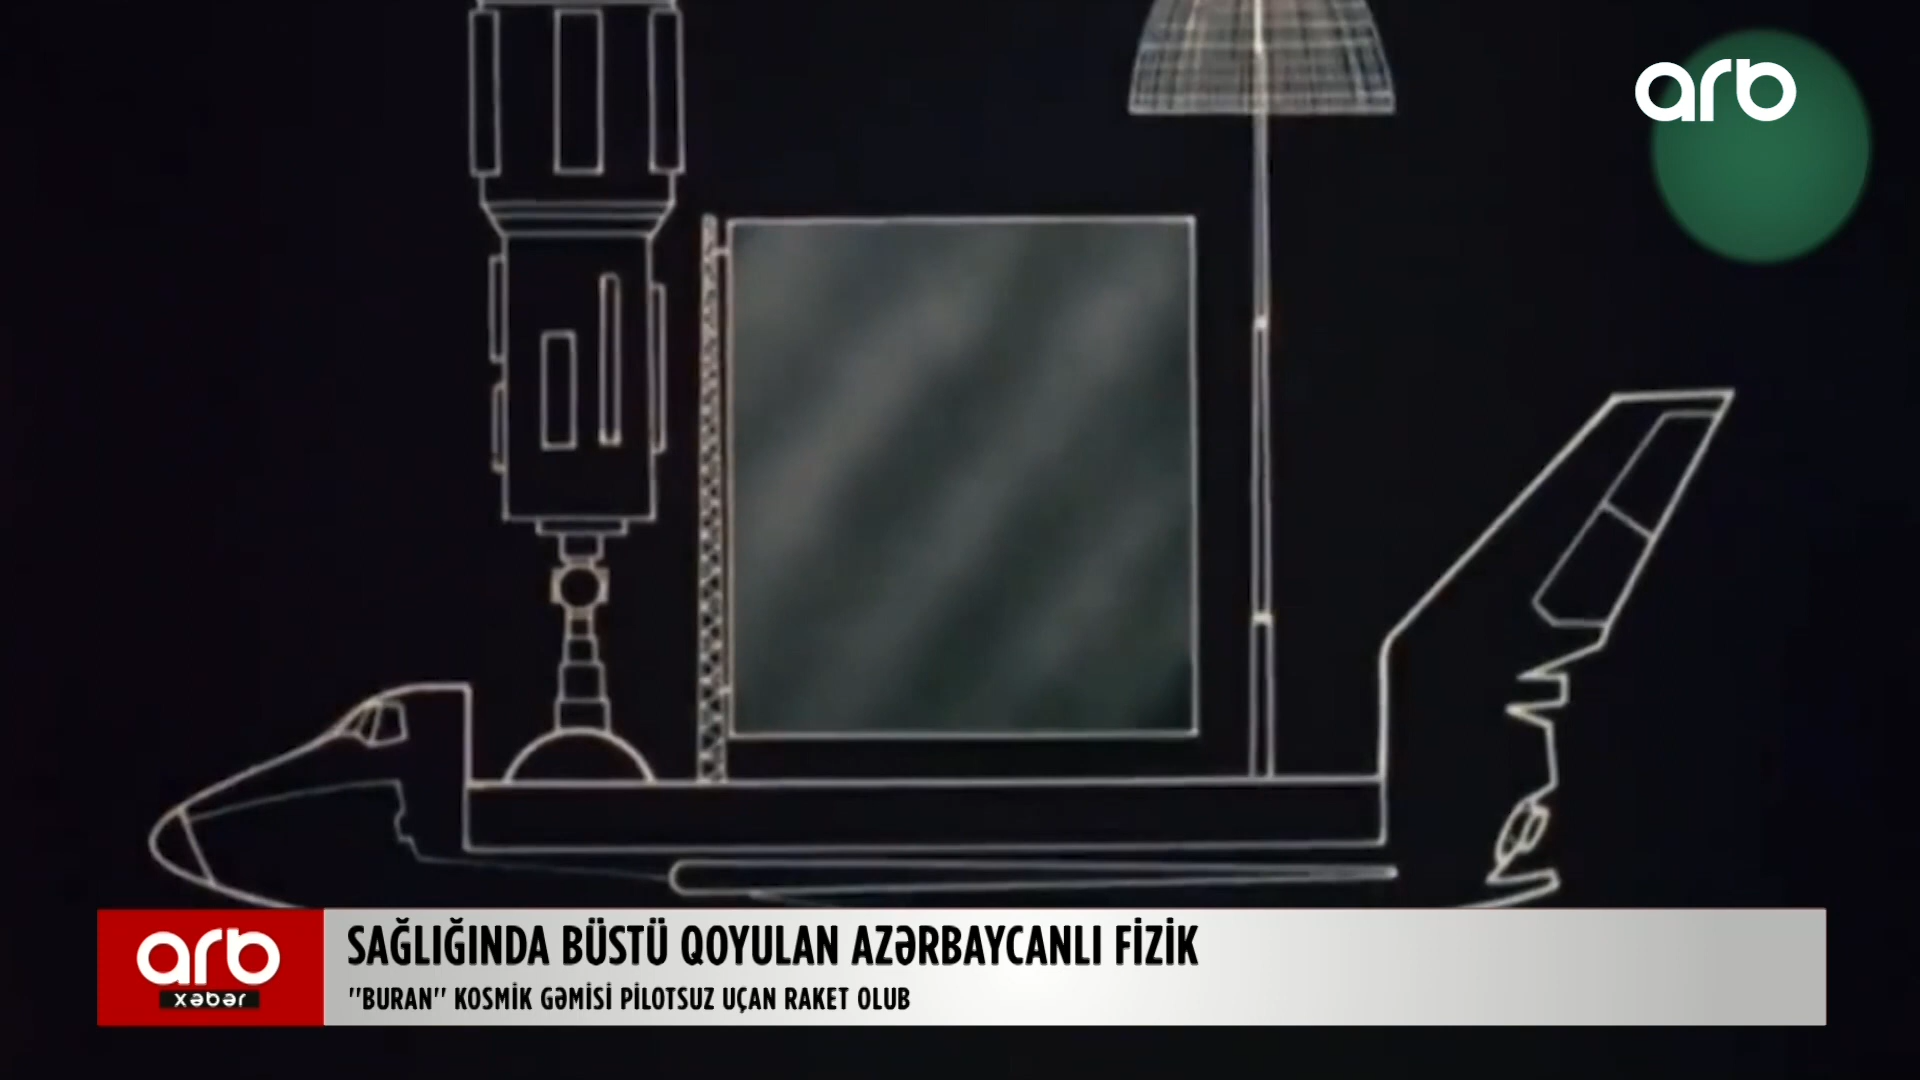 arb
arb
xəbər
SAĞLIĞINDA BÜSTÜ QOYULAN AZƏRBAYCANLI FİZİK
"BURAN" KOSMİK GƏMİSİ PİLOTSUZ UÇAN RAKET OLUB